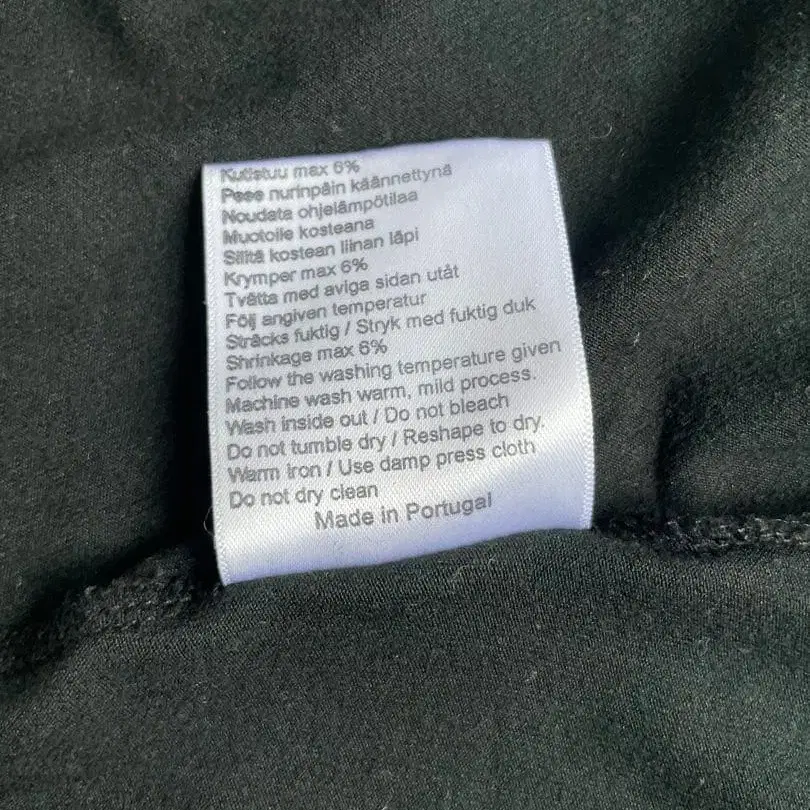 Kutistuu max 6%
Pese nurinpäin käännettynä
Noudata ohjelämpötilaa
Muotoile kosteana
Silitä kostean liinan läpi
Krymper max 6%
Tvätta med aviga sidan utåt
Följ angiven temperatur
Sträcks fuktig / Stryk med fuktig duk
Shrinkage max 6%
Follow the washing temperature given
Machine wash warm, mild process.
Wash inside out / Do not bleach
Do not tumble dry / Reshape to dry.
Warm iron / Use damp press cloth
Do not dry clean
Made in Portugal